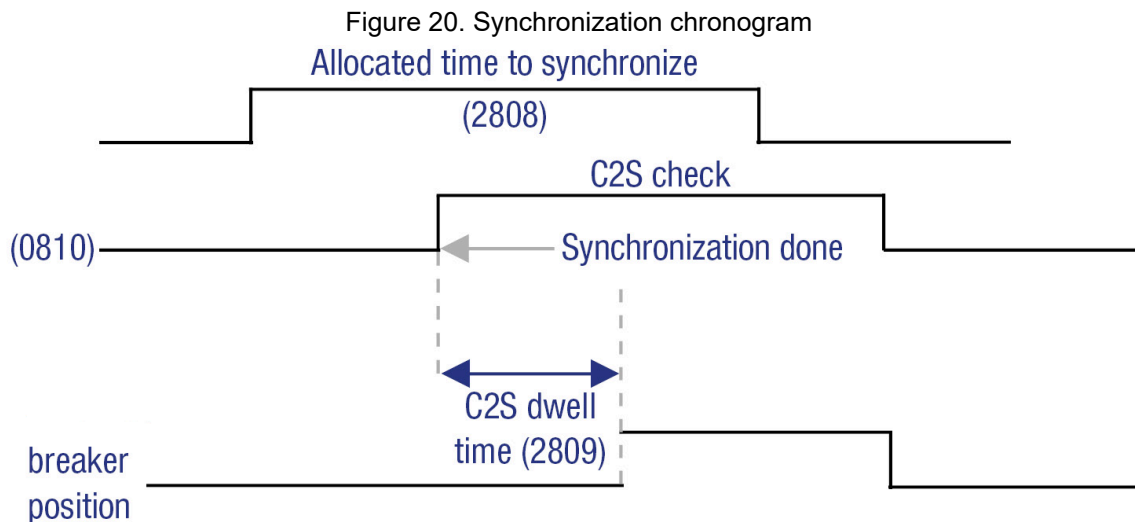 Figure 20. Synchronization chronogram
Allocated time to synchronize
(2808)
C2S check
(0810)
Synchronization done
C2S dwell
time (2809)
breaker
position